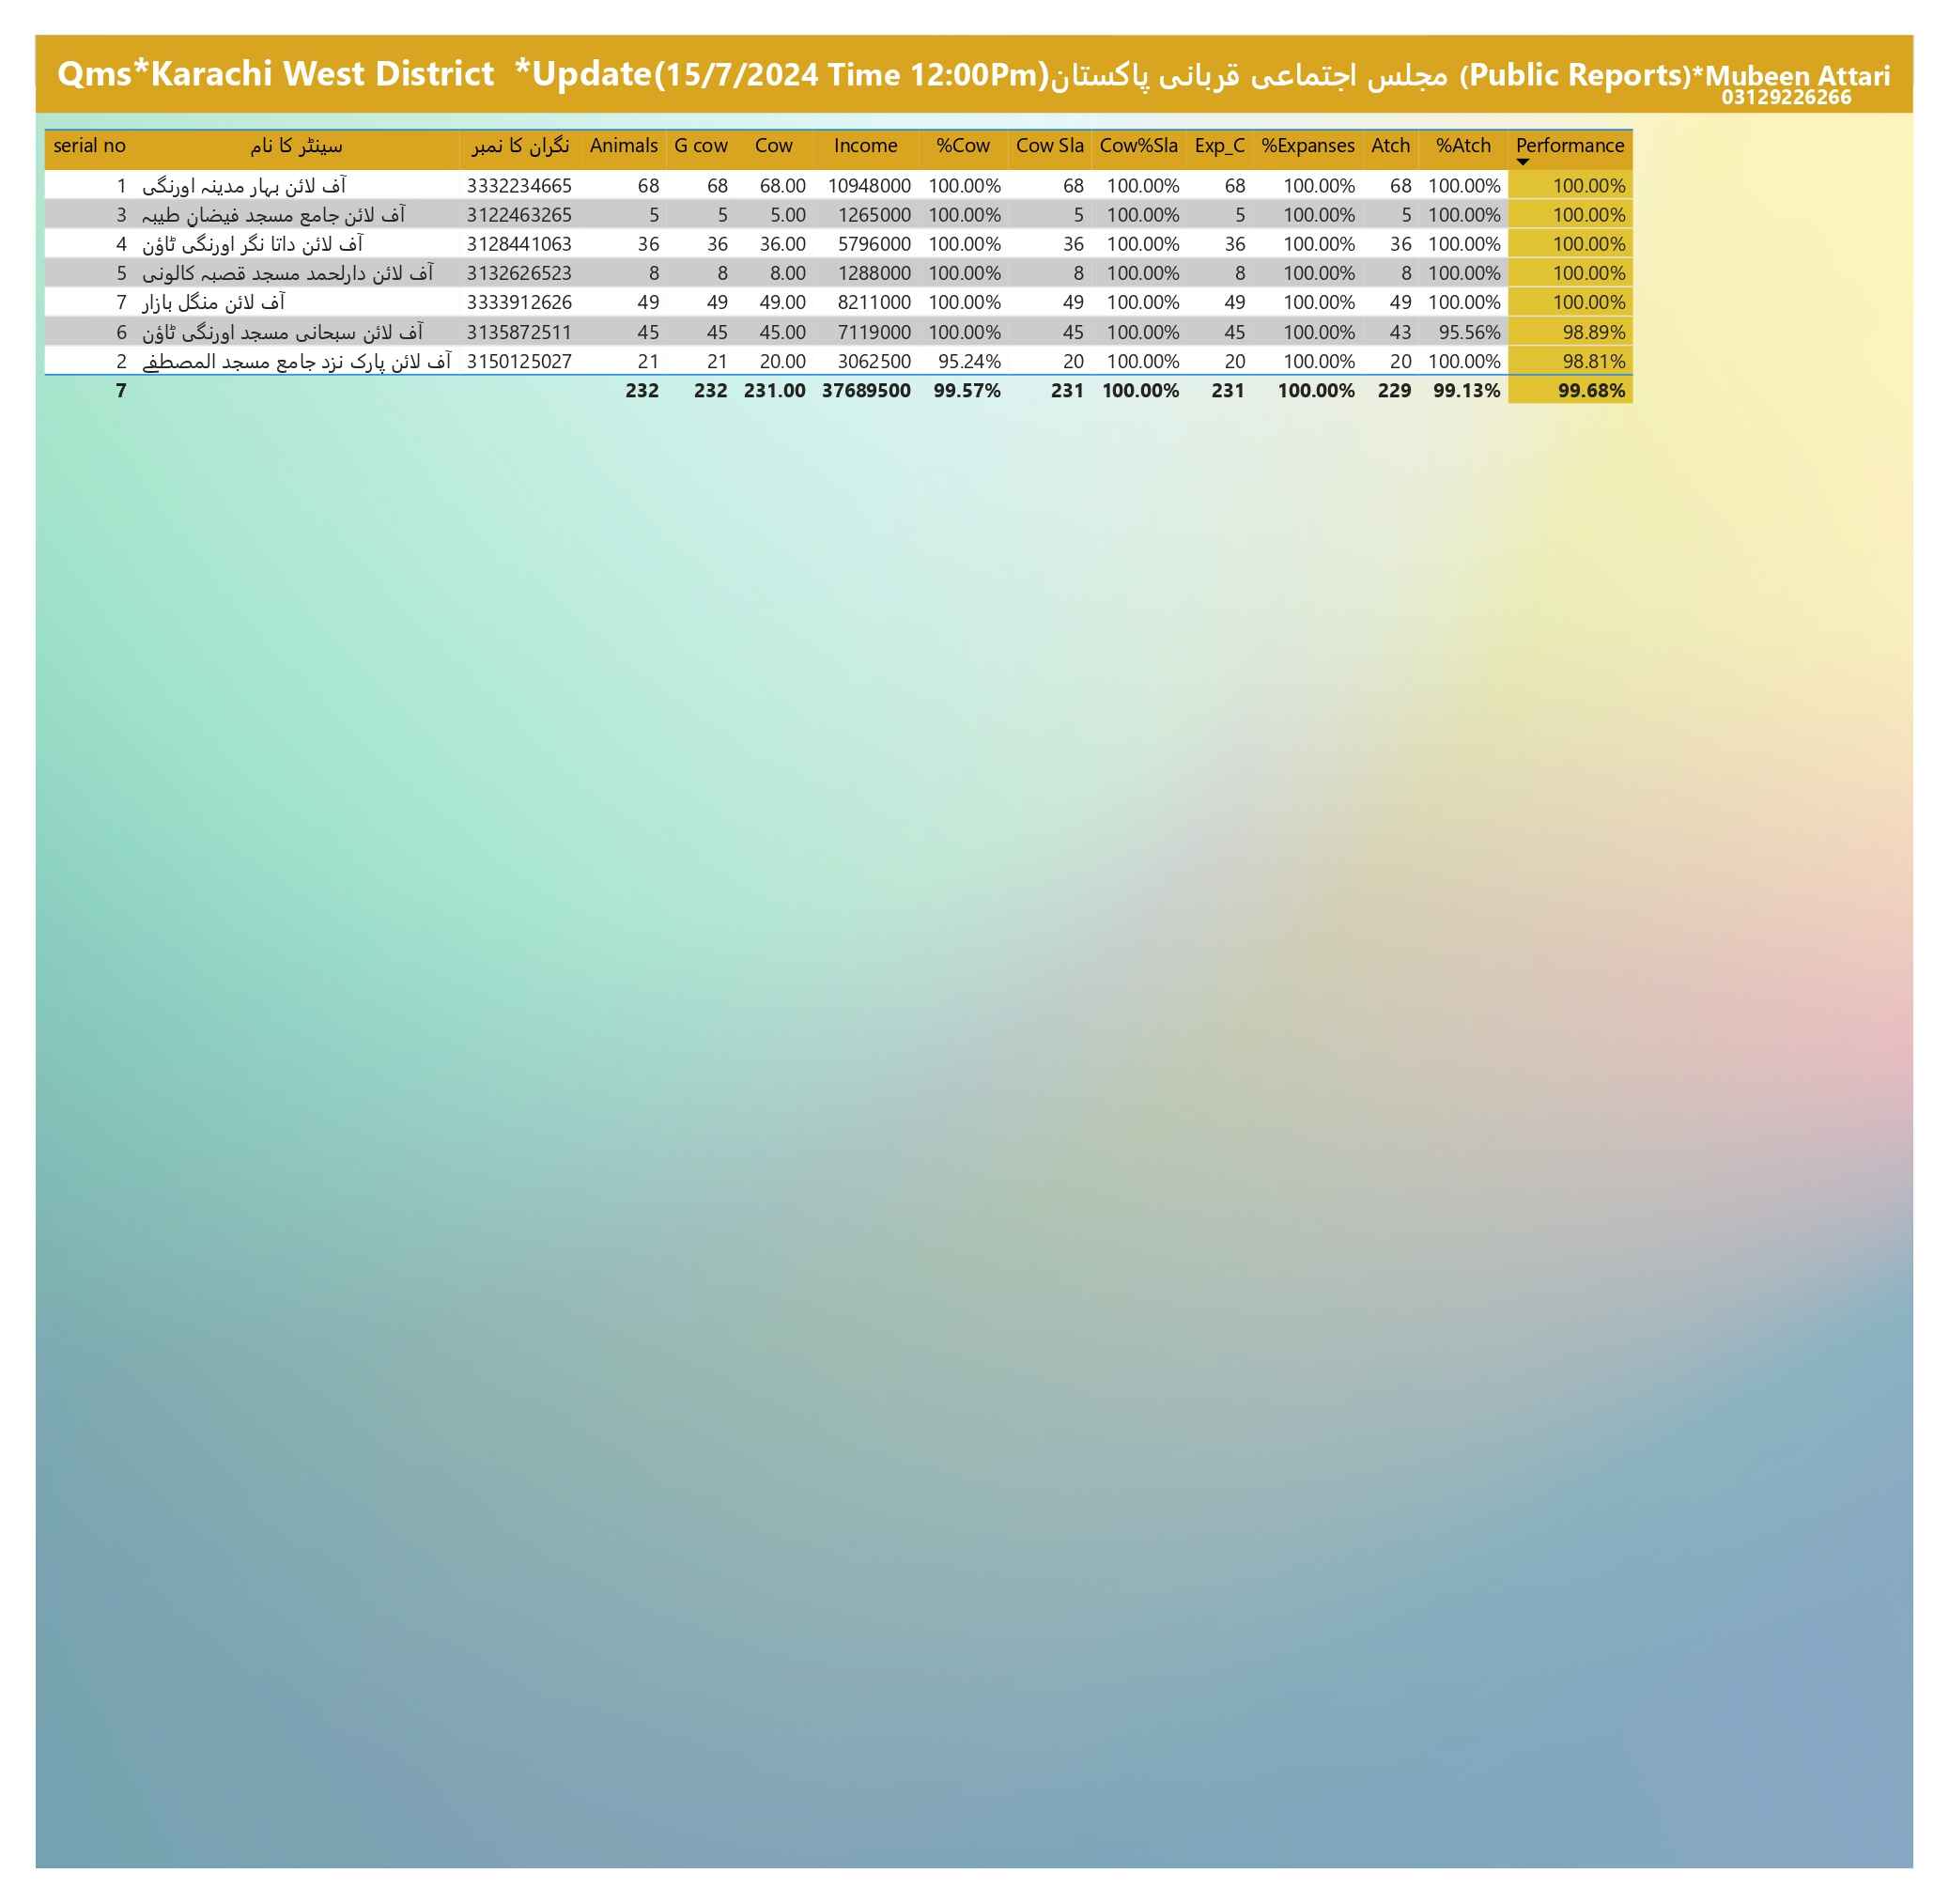 Qms*Karachi West District *Update(15/7/2024 Time 12:00Pm)مجلس اجتماعی قربانی پاکستان (Public Reports)*Mubeen Attari
03129226266
serial no سینٹر کا نام نگران کا نمبر Animals G cow Cow Income %Cow Cow Sla Cow%Sla Exp_C %Expanses Atch %Atch Performance
1 آف لائن بہار مدینہ اورنگی 3332234665 68 68 68.00 10948000 100.00% 68 100.00% 68 100.00% 68 100.00% 100.00%
3 آف لائن جامع مسجد فیضانِ طیبہ 3122463265 5 5 5.00 1265000 100.00% 5 100.00% 5 100.00% 5 100.00% 100.00%
4 آف لائن داتا نگر اورنگی ٹاؤن 3128441063 36 36 36.00 5796000 100.00% 36 100.00% 36 100.00% 36 100.00% 100.00%
5 آف لائن دارلحمد مسجد قصبہ کالونی 3132626523 8 8 8.00 1288000 100.00% 8 100.00% 8 100.00% 8 100.00% 100.00%
7 آف لائن منگل بازار 3333912626 49 49 49.00 8211000 100.00% 49 100.00% 49 100.00% 49 100.00% 100.00%
6 آف لائن سبحانی مسجد اورنگی ٹاؤن 3135872511 45 45 45.00 7119000 100.00% 45 100.00% 45 100.00% 43 95.56% 98.89%
2 آف لائن پارک نزد جامع مسجد المصطفٰے 3150125027 21 21 20.00 3062500 95.24% 20 100.00% 20 100.00% 20 100.00% 98.81%
7 232 232 231.00 37689500 99.57% 231 100.00% 231 100.00% 229 99.13% 99.68%